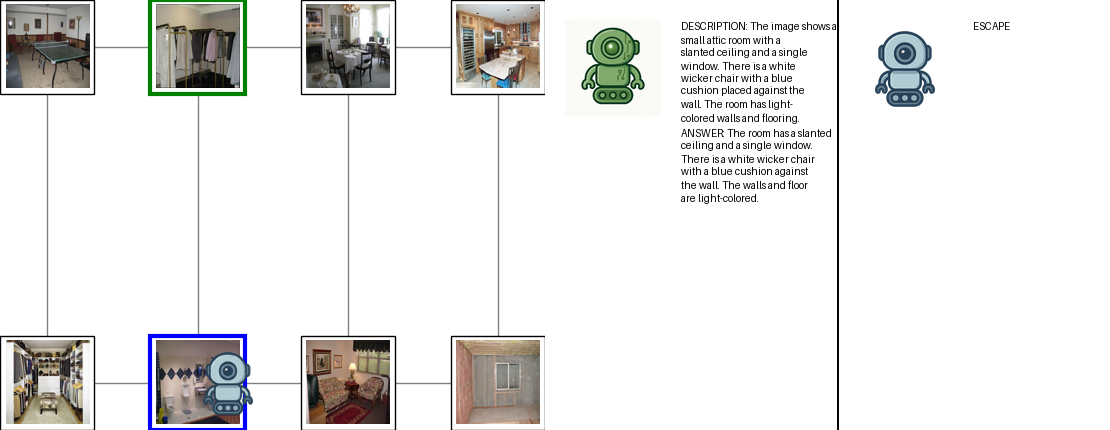 DESCRIPTION: The image shows a
small attic room with a
slanted ceiling and a single
window. There is a white
wicker chair with a blue
cushion placed against the
wall. The room has light-
colored walls and flooring.
ANSWER: The room has a slanted
ceiling and a single window.
There is a white wicker chair
with a blue cushion against
the wall. The walls and floor
are light-colored.
ESCAPE